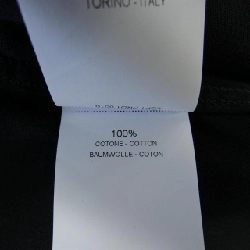 TORINO - ITALY
100%
COTONE - COTTON
BAUMWOLLE - COTON